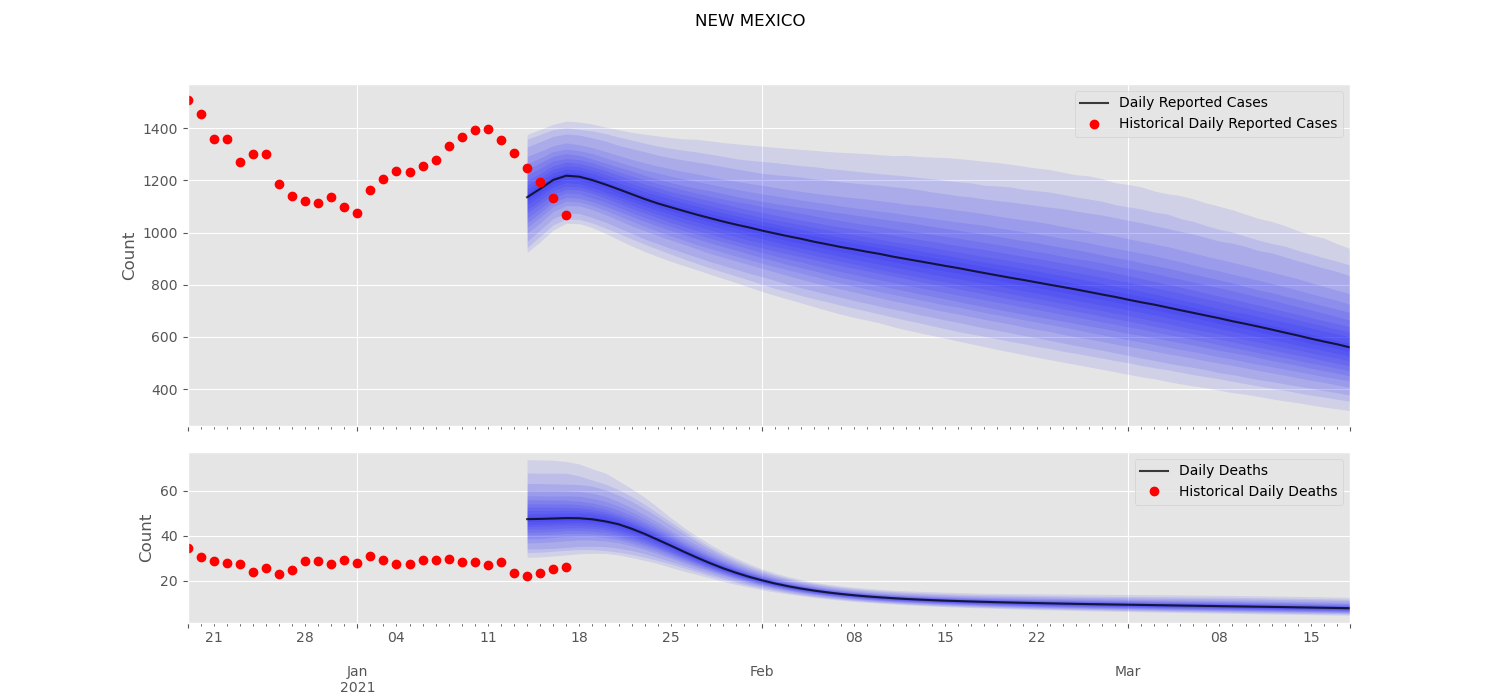 NEW MEXICO
Daily Reported Cases
Historical Daily Reported Cases
Count
1400
1200
1000
800
600
400
Daily Deaths
Historical Daily Deaths
Count
60
40
20
21 28 04 11 18 25 08 15 22 08 15
Jan Feb Mar
2021